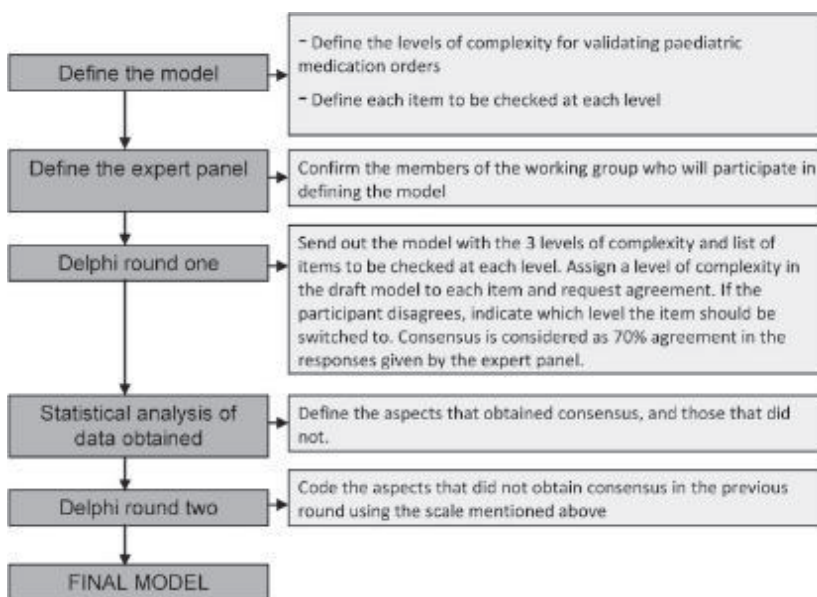 Define the model
– Define the levels of complexity for validating paediatric
medication orders
– Define each item to be checked at each level
Define the expert panel
Confirm the members of the working group who will participate in
defining the model
Delphi round one
Send out the model with the 3 levels of complexity and list of
items to be checked at each level. Assign a level of complexity in
the draft model to each item and request agreement. If the
participant disagrees, indicate which level the item should be
switched to. Consensus is considered as 70% agreement in the
responses given by the expert panel.
Statistical analysis of
data obtained
Define the aspects that obtained consensus, and those that did
not.
Delphi round two
Code the aspects that did not obtain consensus in the previous
round using the scale mentioned above
FINAL MODEL